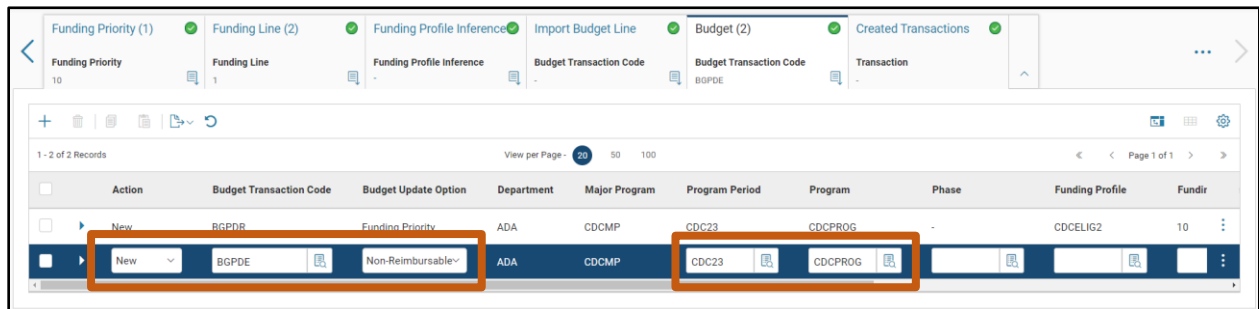 Funding Priority (1) Funding Line (2) Funding Profile Inference Import Budget Line Budget (2) Created Transactions
Funding Priority Funding Line Funding Profile Inference Budget Transaction Code Budget Transaction Code Transaction
10 1 - - BGPDE -
1 - 2 of 2 Records View per Page - 20 50 100 Page 1 of 1
Action Budget Transaction Code Budget Update Option Department Major Program Program Period Program Phase Funding Profile Fundin
New BGPDR Funding Priority ADA CDCMP CDC23 CDCPROG - CDCELIG2 10
New BGPDE Non-Reimbursable ADA CDCMP CDC23 CDCPROG